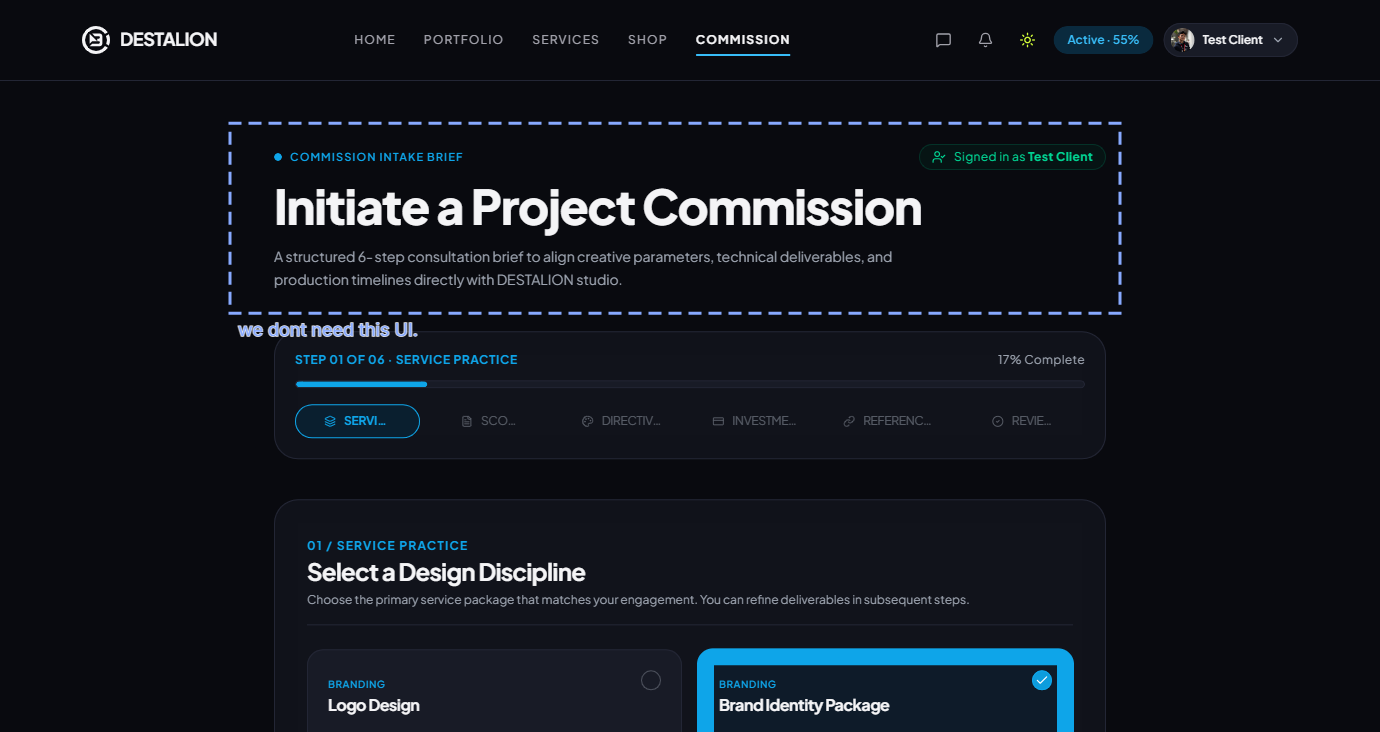 DESTALION
HOME PORTFOLIO SERVICES SHOP COMMISSION
Active · 55%
Test Client
COMMISSION INTAKE BRIEF
Signed in as Test Client
Initiate a Project Commission
A structured 6-step consultation brief to align creative parameters, technical deliverables, and
production timelines directly with DESTALION studio.
we dont need this UI.
STEP 01 OF 06 · SERVICE PRACTICE
17% Complete
SERVI... SCO... DIRECTIV... INVESTME... REFERENC... REVIE...
01 / SERVICE PRACTICE
Select a Design Discipline
Choose the primary service package that matches your engagement. You can refine deliverables in subsequent steps.
BRANDING
Logo Design
BRANDING
Brand Identity Package